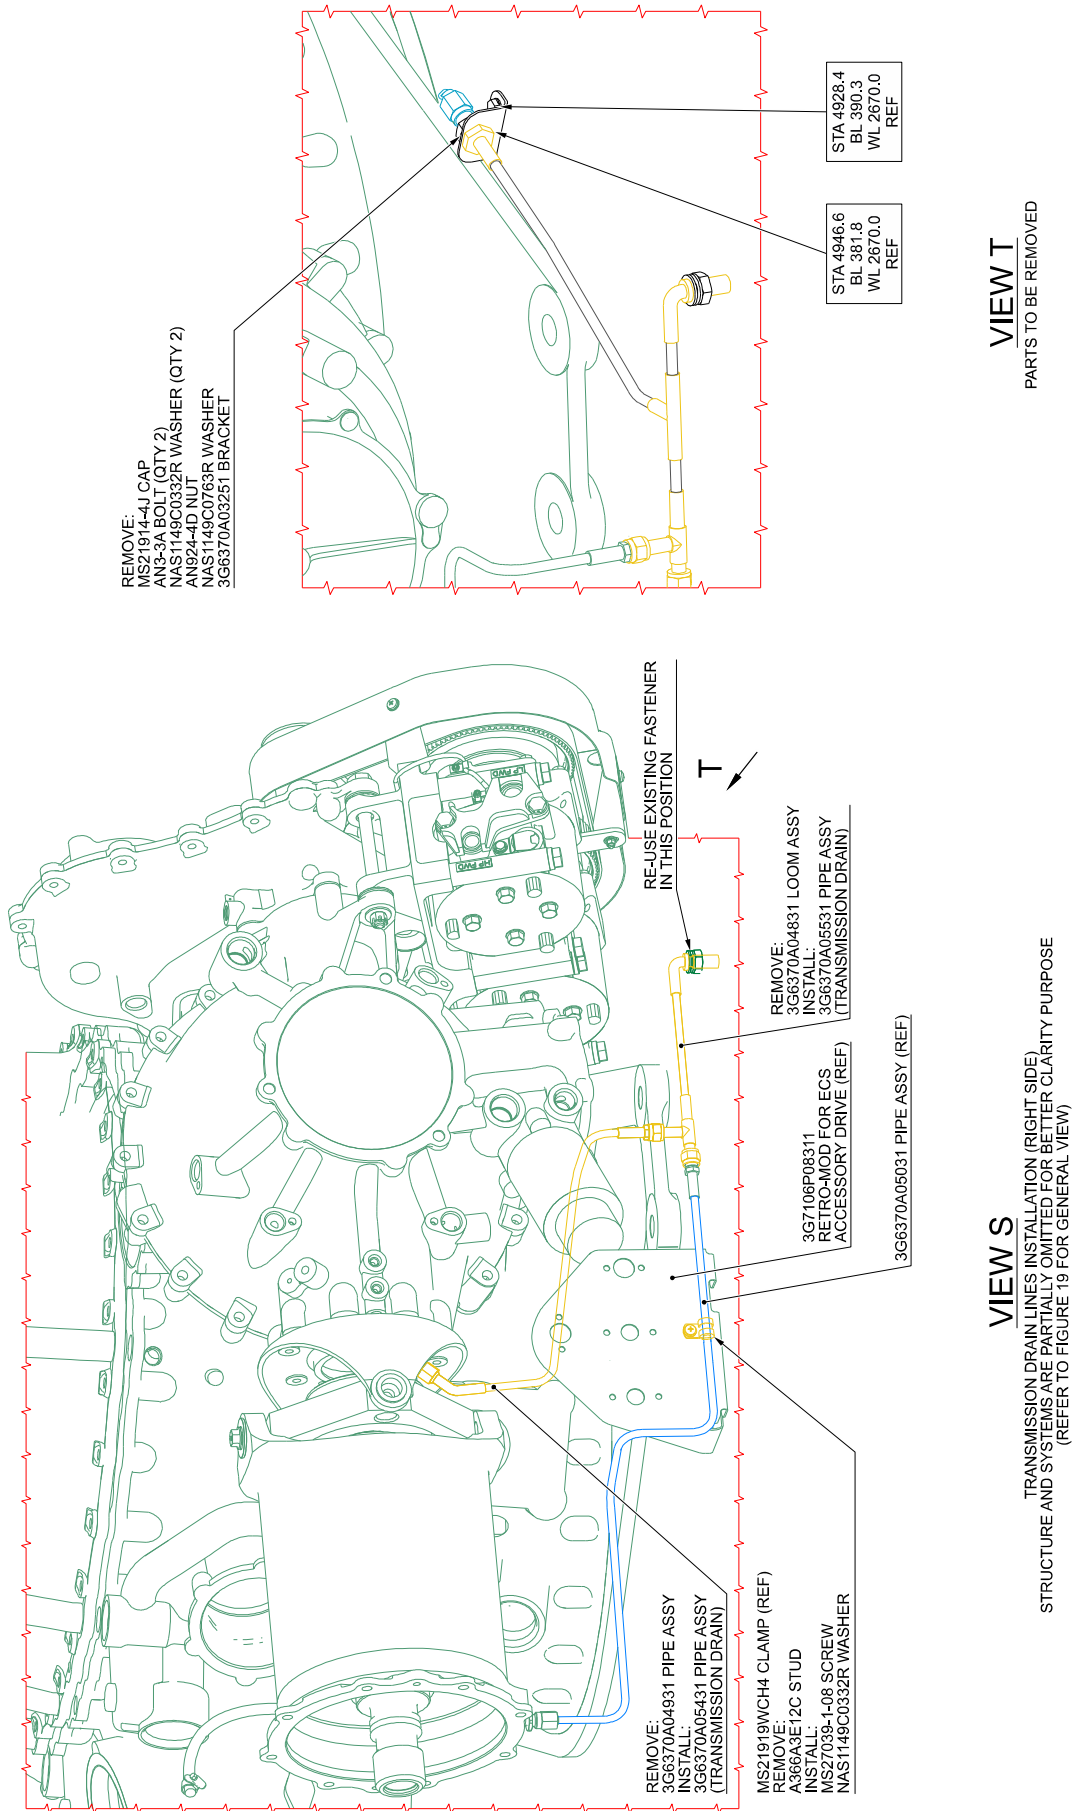 REMOVE:
MS21914-4J CAP
AN3-3A BOLT (QTY 2)
NAS1149C0332R WASHER (QTY 2)
AN924-4D NUT
NAS1149C0763R WASHER
3G6370A03251 BRACKET
STA 4946.6
BL 381.8
WL 2670.0
REF
STA 4928.4
BL 390.3
WL 2670.0
REF
VIEW T
PARTS TO BE REMOVED
HP FWD
LP FWD
RE-USE EXISTING FASTENER
IN THIS POSITION
T
REMOVE:
3G6370A04831 LOOM ASSY
INSTALL:
3G6370A05531 PIPE ASSY
(TRANSMISSION DRAIN)
3G7106P08311
RETRO-MOD FOR ECS
ACCESSORY DRIVE (REF)
3G6370A05031 PIPE ASSY (REF)
REMOVE:
3G6370A04931 PIPE ASSY
INSTALL:
3G6370A05431 PIPE ASSY
(TRANSMISSION DRAIN)
MS21919WCH4 CLAMP (REF)
REMOVE:
A366A3E12C STUD
INSTALL:
MS27039-1-08 SCREW
NAS1149C0332R WASHER
VIEW S
TRANSMISSION DRAIN LINES INSTALLATION (RIGHT SIDE)
STRUCTURE AND SYSTEMS ARE PARTIALLY OMITTED FOR BETTER CLARITY PURPOSE
(REFER TO FIGURE 19 FOR GENERAL VIEW)